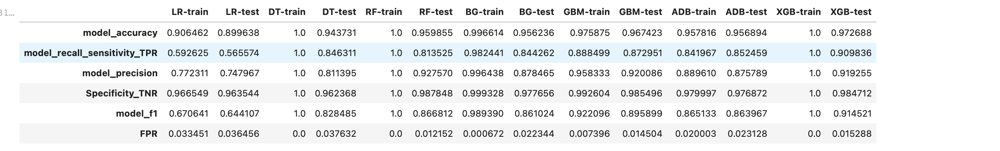 31…
LR-train LR-test DT-train DT-test RF-train RF-test BG-train BG-test GBM-train GBM-test ADB-train ADB-test XGB-train XGB-test
model_accuracy 0.906462 0.899638 1.0 0.943731 1.0 0.959855 0.996614 0.956236 0.975875 0.967423 0.957816 0.956894 1.0 0.972688
model_recall_sensitivity_TPR 0.592625 0.565574 1.0 0.846311 1.0 0.813525 0.982441 0.844262 0.888499 0.872951 0.841967 0.852459 1.0 0.909836
model_precision 0.772311 0.747967 1.0 0.811395 1.0 0.927570 0.996438 0.878465 0.958333 0.920086 0.889610 0.875789 1.0 0.919255
Specificity_TNR 0.966549 0.963544 1.0 0.962368 1.0 0.987848 0.999328 0.977656 0.992604 0.985496 0.979997 0.976872 1.0 0.984712
model_f1 0.670641 0.644107 1.0 0.828485 1.0 0.866812 0.989390 0.861024 0.922096 0.895899 0.865133 0.863967 1.0 0.914521
FPR 0.033451 0.036456 0.0 0.037632 0.0 0.012152 0.000672 0.022344 0.007396 0.014504 0.020003 0.023128 0.0 0.015288